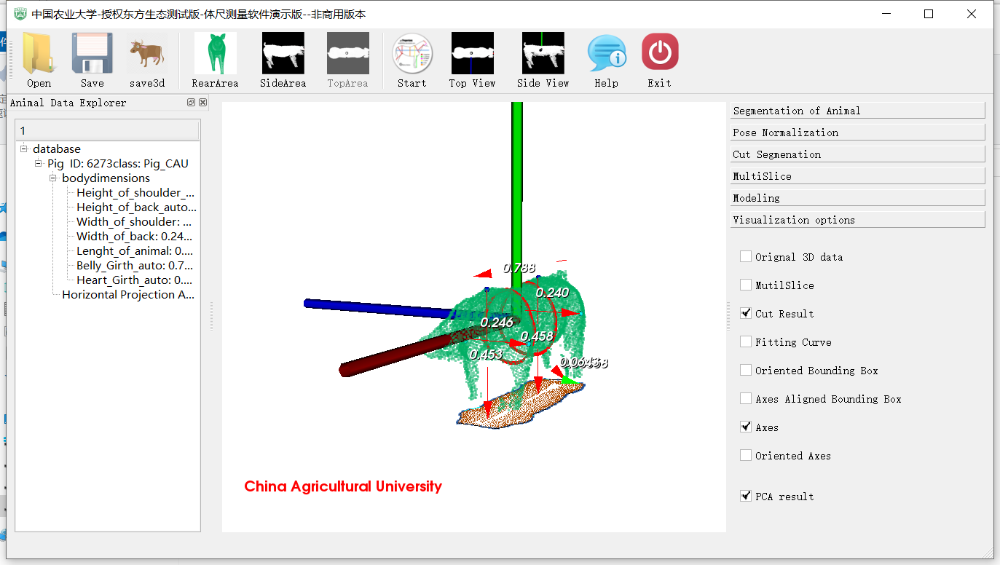 中国农业大学-授权东方生态测试版-体尺测量软件演示版--非商用版本
Open
Save
save3d
RearArea
SideArea
TopArea
Start
Top View
Side View
Help
Exit
Animal Data Explorer
1
database
Pig ID: 6273class: Pig_CAU
bodydimensions
Height_of_shoulder_...
Height_of_back_auto...
Width_of_shoulder: ...
Width_of_back: 0.24...
Lenght_of_animal: 0....
Belly_Girth_auto: 0.7...
Heart_Girth_auto: 0....
Horizontal Projection A...
0.788
0.240
0.246
0.458
0.453
China Agricultural University
Segmentation of Animal
Pose Normalization
Cut Segmenation
MultiSlice
Modeling
Visualization options
Orignal 3D data
MutilSlice
Cut Result
Fitting Curve
Oriented Bounding Box
Axes Aligned Bounding Box
Axes
Oriented Axes
PCA result